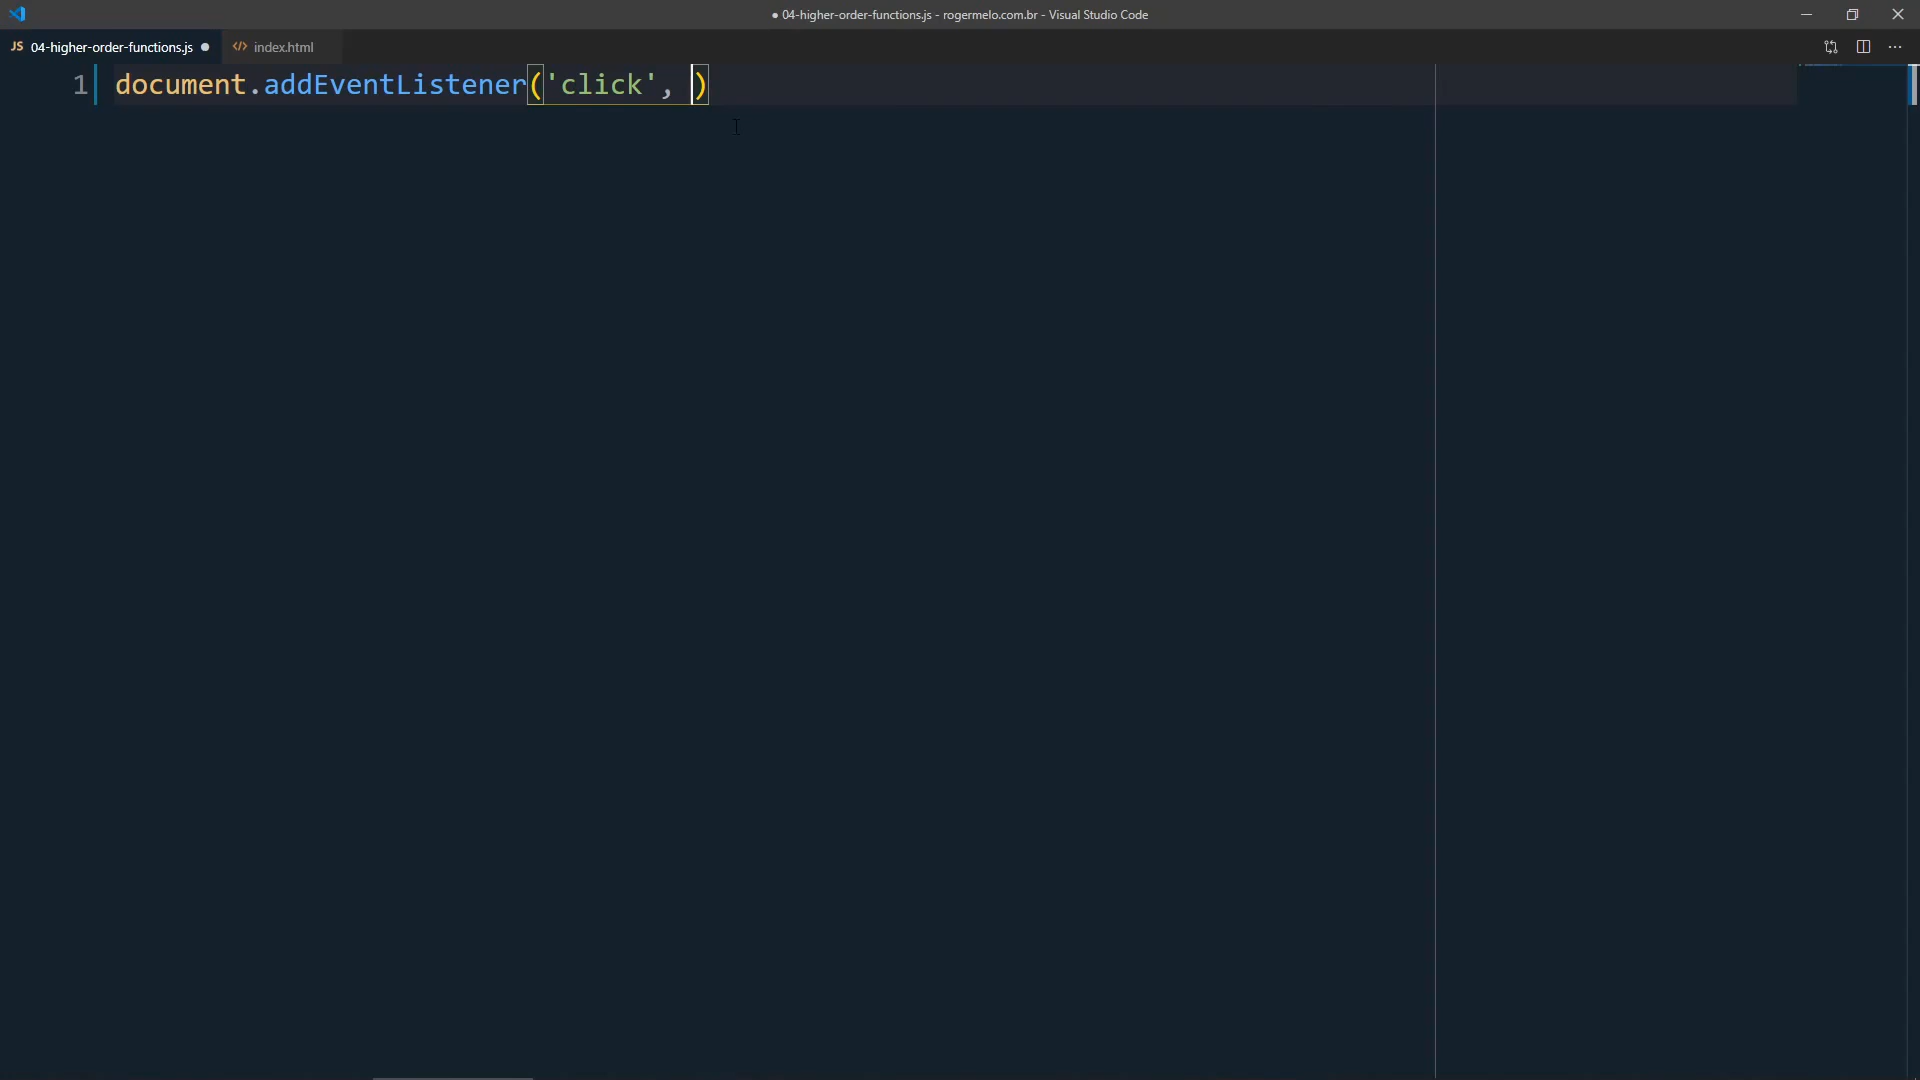 ● 04-higher-order-functions.js - rogermelo.com.br - Visual Studio Code
JS 04-higher-order-functions.js ● </> index.html
1 document.addEventListener('click', )